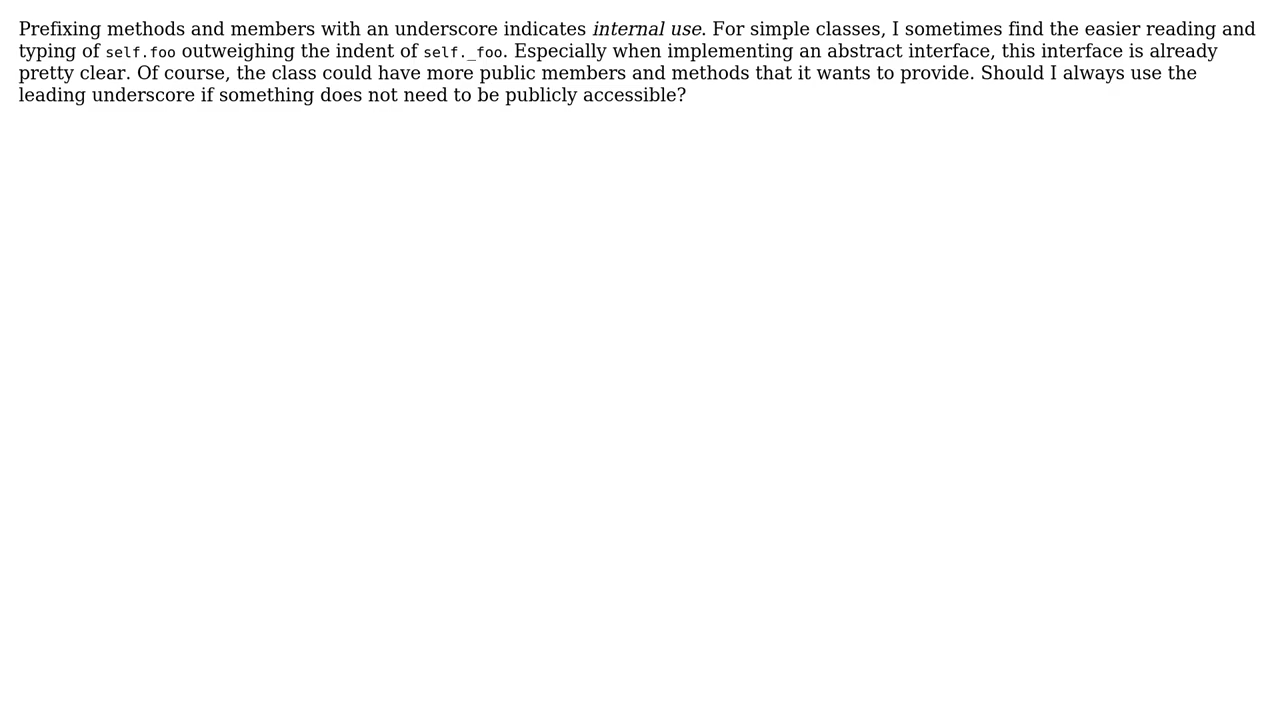 Prefixing methods and members with an underscore indicates internal use. For simple classes, I sometimes find the easier reading and
typing of self.foo outweighing the indent of self._foo. Especially when implementing an abstract interface, this interface is already
pretty clear. Of course, the class could have more public members and methods that it wants to provide. Should I always use the
leading underscore if something does not need to be publicly accessible?